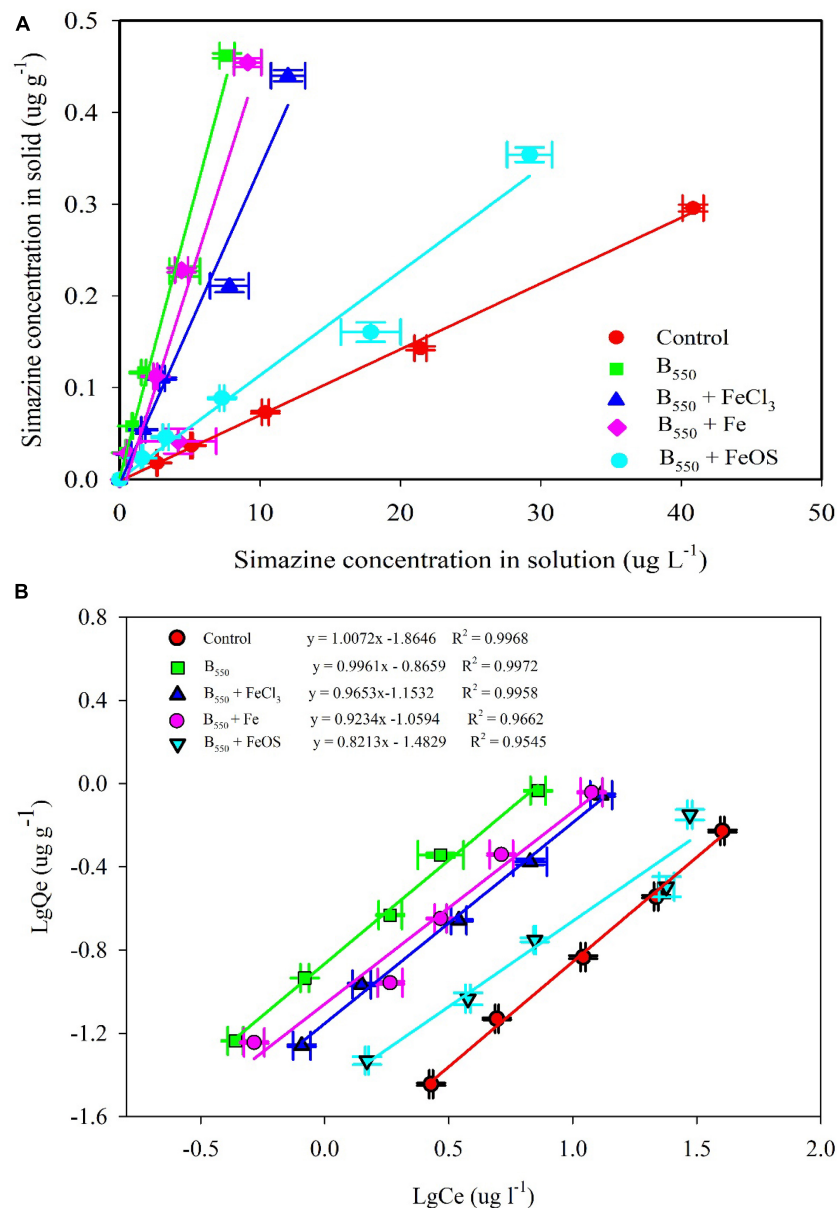 A
0.5
0.4
0.3
0.2
0.1
0.0
Simazine concentration in solid (ug g⁻¹)
Control
B₅₅₀
B₅₅₀ + FeCl₃
B₅₅₀ + Fe
B₅₅₀ + FeOS
0 10 20 30 40 50
Simazine concentration in solution (ug L⁻¹)
B
0.8
0.4
0.0
-0.4
-0.8
-1.2
-1.6
LgQe (ug g⁻¹)
Control y = 1.0072x -1.8646 R² = 0.9968
B₅₅₀ y = 0.9961x - 0.8659 R² = 0.9972
B₅₅₀ + FeCl₃ y = 0.9653x-1.1532 R² = 0.9958
B₅₅₀ + Fe y = 0.9234x -1.0594 R² = 0.9662
B₅₅₀ + FeOS y = 0.8213x - 1.4829 R² = 0.9545
-0.5 0.0 0.5 1.0 1.5 2.0
LgCe (ug l⁻¹)